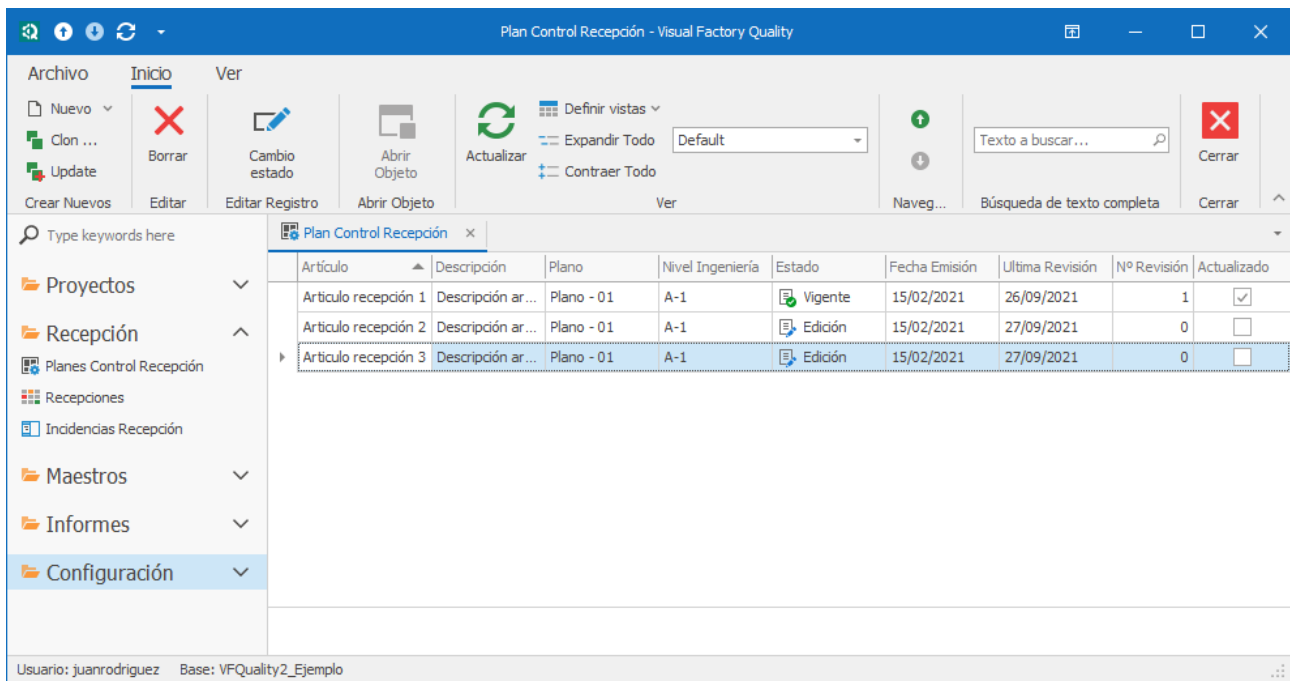 Plan Control Recepción - Visual Factory Quality
Archivo Inicio Ver
Nuevo
Clon ...
Update
Crear Nuevos
Borrar
Editar
Cambio
estado
Editar Registro
Abrir
Objeto
Abrir Objeto
Actualizar
Definir vistas
Expandir Todo
Contraer Todo
Default
Ver
Naveg...
Texto a buscar...
Búsqueda de texto completa
Cerrar
Cerrar
Type keywords here
Proyectos
Recepción
Planes Control Recepción
Recepciones
Incidencias Recepción
Maestros
Informes
Configuración
Plan Control Recepción
Artículo Descripción Plano Nivel Ingeniería Estado Fecha Emisión Ultima Revisión Nº Revisión Actualizado
Articulo recepción 1 Descripción ar... Plano - 01 A-1 Vigente 15/02/2021 26/09/2021 1
Articulo recepción 2 Descripción ar... Plano - 01 A-1 Edición 15/02/2021 27/09/2021 0
Articulo recepción 3 Descripción ar... Plano - 01 A-1 Edición 15/02/2021 27/09/2021 0
Usuario: juanrodriguez Base: VFQuality2_Ejemplo